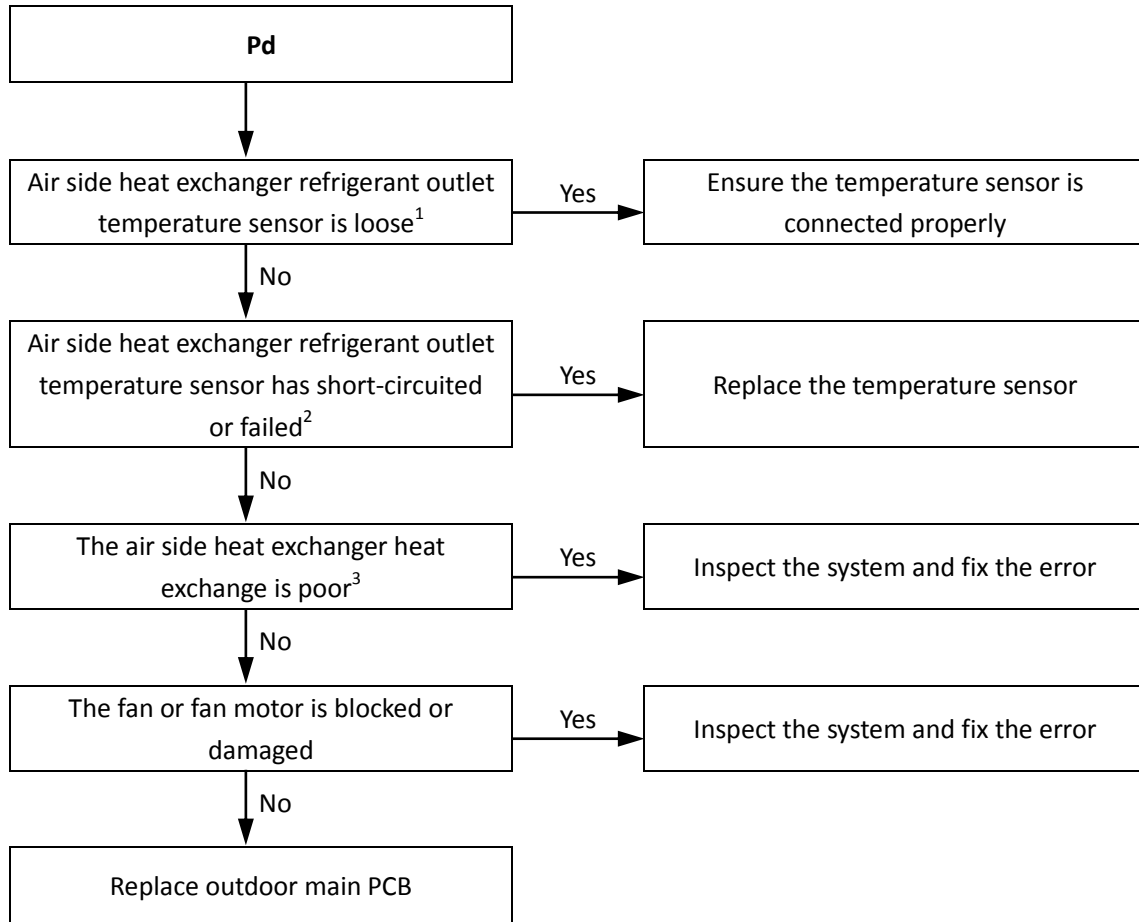 Pd
Air side heat exchanger refrigerant outlet
temperature sensor is loose¹
Yes
Ensure the temperature sensor is
connected properly
No
Air side heat exchanger refrigerant outlet
temperature sensor has short-circuited
or failed²
Yes
Replace the temperature sensor
No
The air side heat exchanger heat
exchange is poor³
Yes
Inspect the system and fix the error
No
The fan or fan motor is blocked or
damaged
Yes
Inspect the system and fix the error
No
Replace outdoor main PCB